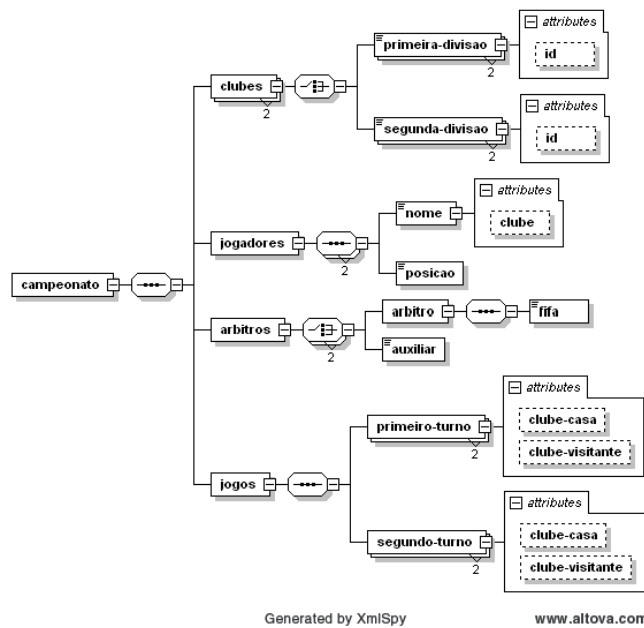 attributes
primeira-divisao
id
2
clubes
2
attributes
segunda-divisao
id
2
attributes
nome
clube
jogadores
2
posicao
campeonato
arbitro
fifa
arbitros
2
auxiliar
attributes
clube-casa
primeiro-turno
clube-visitante
2
jogos
attributes
clube-casa
segundo-turno
clube-visitante
2
Generated by XmlSpy www.altova.com